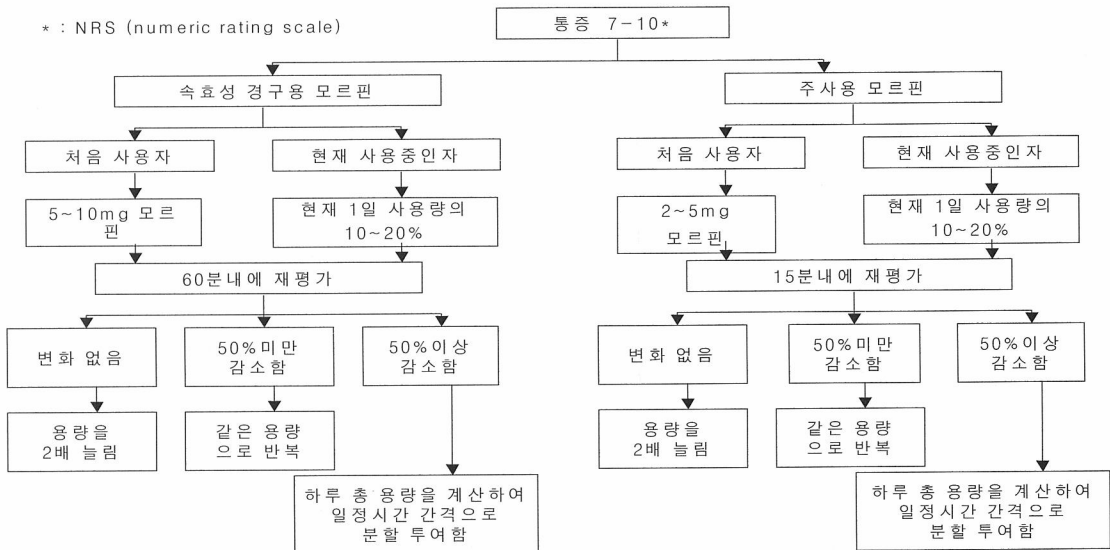 * : NRS (numeric rating scale)
통증 7-10*
속효성 경구용 모르핀
주사용 모르핀
처음 사용자
현재 사용중인자
처음 사용자
현재 사용중인자
5~10mg 모르
핀
현재 1일 사용량의
10~20%
2~5mg
모르핀
현재 1일 사용량의
10~20%
60분내에 재평가
15분내에 재평가
변화 없음
50%미만
감소함
50%이상
감소함
변화 없음
50%미만
감소함
50%이상
감소함
용량을
2배 늘림
같은 용량
으로 반복
용량을
2배 늘림
같은 용량
으로 반복
하루 총 용량을 계산하여
일정시간 간격으로
분할 투여함
하루 총 용량을 계산하여
일정시간 간격으로
분할 투여함